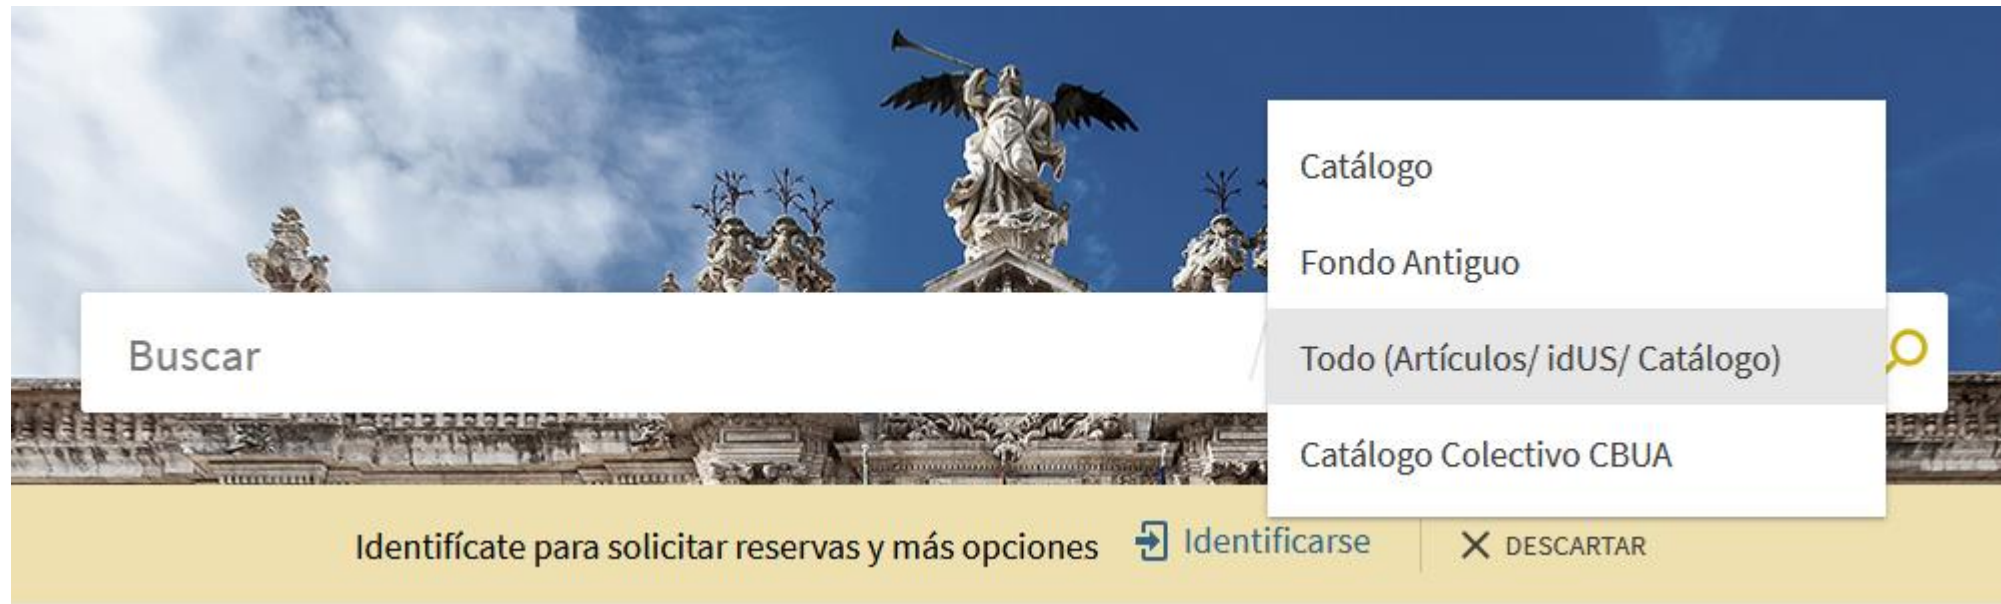 Catálogo
Fondo Antiguo
Buscar
Todo (Artículos/ idUS/ Catálogo)
Catálogo Colectivo CBUA
Identifícate para solicitar reservas y más opciones
Identificarse
DESCARTAR